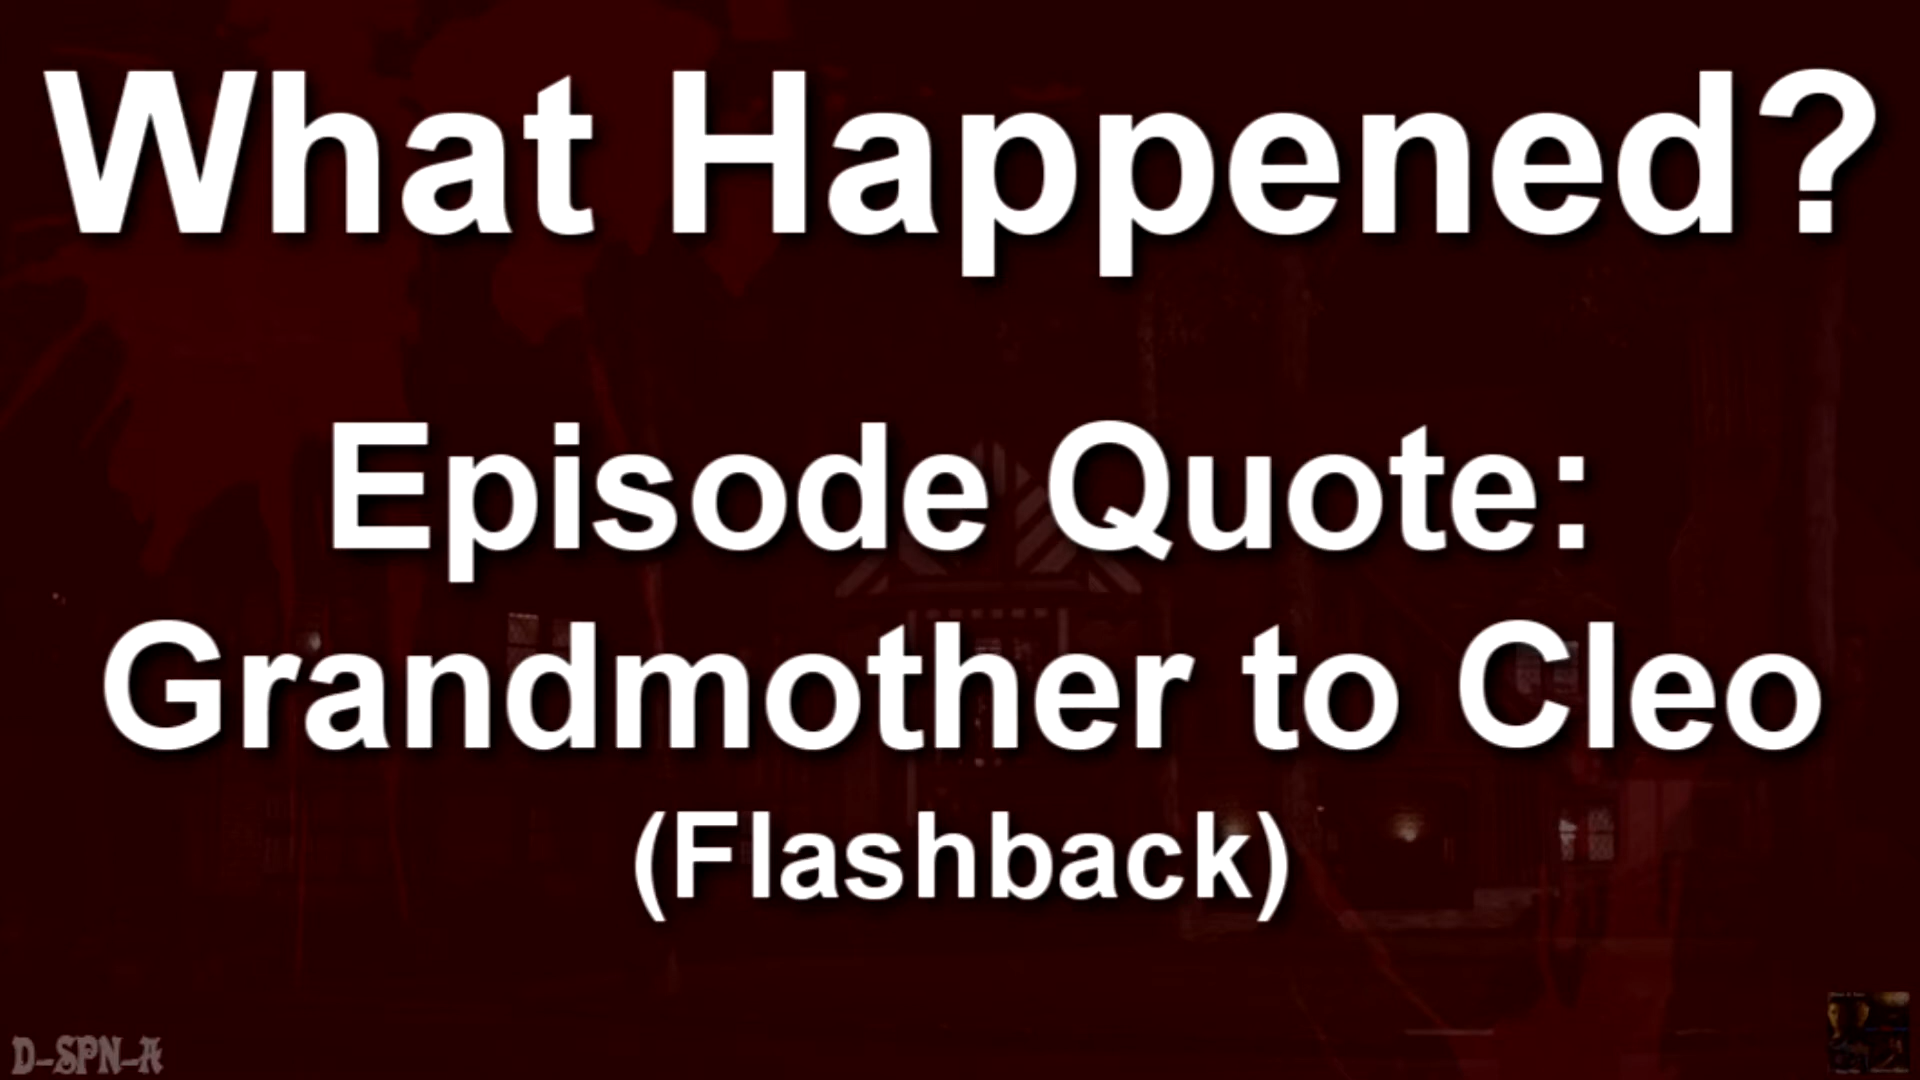 What Happened?
Episode Quote:
Grandmother to Cleo
(Flashback)
D-SPN-A